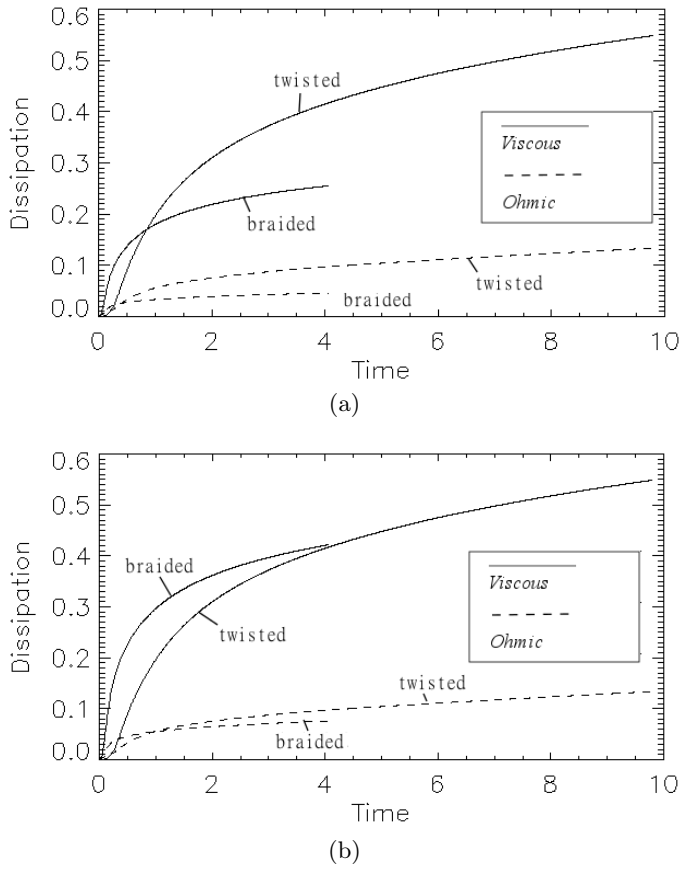 0.6
0.5
0.4
0.3
0.2
0.1
0.0
Dissipation
twisted
braided
twisted
braided
Viscous
Ohmic
0 2 4 6 8 10
Time
(a)
0.6
0.5
0.4
0.3
0.2
0.1
0.0
Dissipation
braided
twisted
twisted
braided
Viscous
Ohmic
0 2 4 6 8 10
Time
(b)